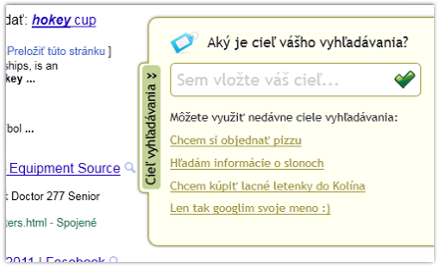 dať: hokey cup
Preložiť túto stránku ]
ships, is an
key ...
bol ...
Equipment Source
k Doctor 277 Senior
ters.html - Spojené
2011 | Facebook
Cieľ vyhľadávania
Aký je cieľ vášho vyhľadávania?
Sem vložte váš cieľ...
Môžete využiť nedávne ciele vyhľadávania:
Chcem si objednať pizzu
Hľadám informácie o slonoch
Chcem kúpiť lacné letenky do Kolína
Len tak googlim svoje meno :)